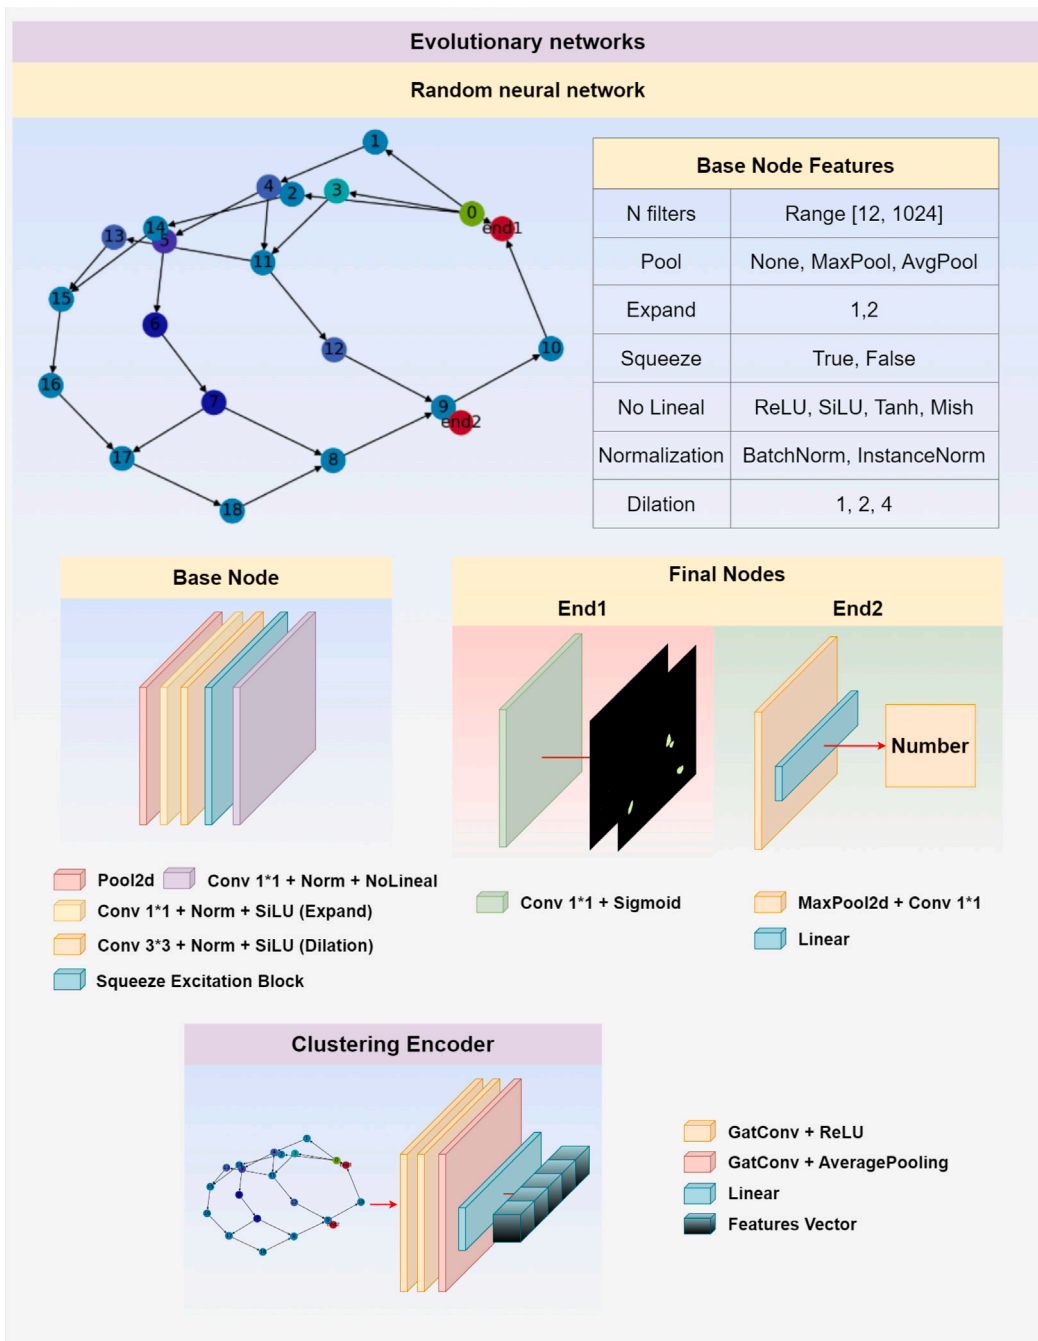 Evolutionary networks
Random neural network
1
4
2
3
0
end1
14
13
5
11
15
6
12
10
16
7
9
end2
17
8
18
Base Node Features
N filters Range [12, 1024]
Pool None, MaxPool, AvgPool
Expand 1,2
Squeeze True, False
No Lineal ReLU, SiLU, Tanh, Mish
Normalization BatchNorm, InstanceNorm
Dilation 1, 2, 4
Base Node
Pool2d Conv 1*1 + Norm + NoLineal
Conv 1*1 + Norm + SiLU (Expand)
Conv 3*3 + Norm + SiLU (Dilation)
Squeeze Excitation Block
Final Nodes
End1 End2
Number
Conv 1*1 + Sigmoid
MaxPool2d + Conv 1*1
Linear
Clustering Encoder
GatConv + ReLU
GatConv + AveragePooling
Linear
Features Vector